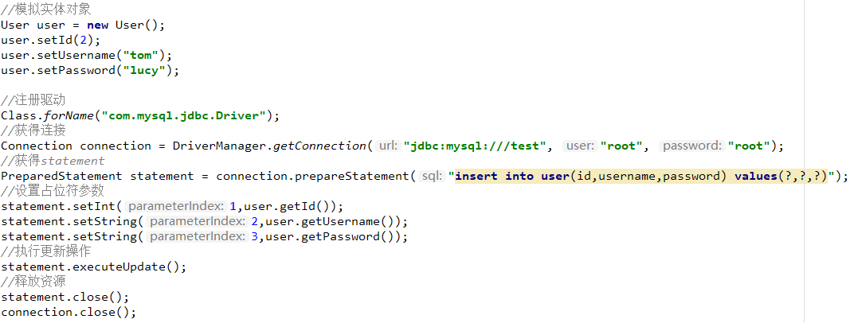 //模拟实体对象
User user = new User();
user.setId(2);
user.setUsername("tom");
user.setPassword("lucy");
//注册驱动
Class.forName("com.mysql.jdbc.Driver");
//获得连接
Connection connection = DriverManager.getConnection( url: "jdbc:mysql:///test", user: "root", password: "root");
//获得statement
PreparedStatement statement = connection.prepareStatement( sql: "insert into user(id,username,password) values(?,?,?)");
//设置占位符参数
statement.setInt( parameterIndex: 1,user.getId());
statement.setString( parameterIndex: 2,user.getUsername());
statement.setString( parameterIndex: 3,user.getPassword());
//执行更新操作
statement.executeUpdate();
//释放资源
statement.close();
connection.close();